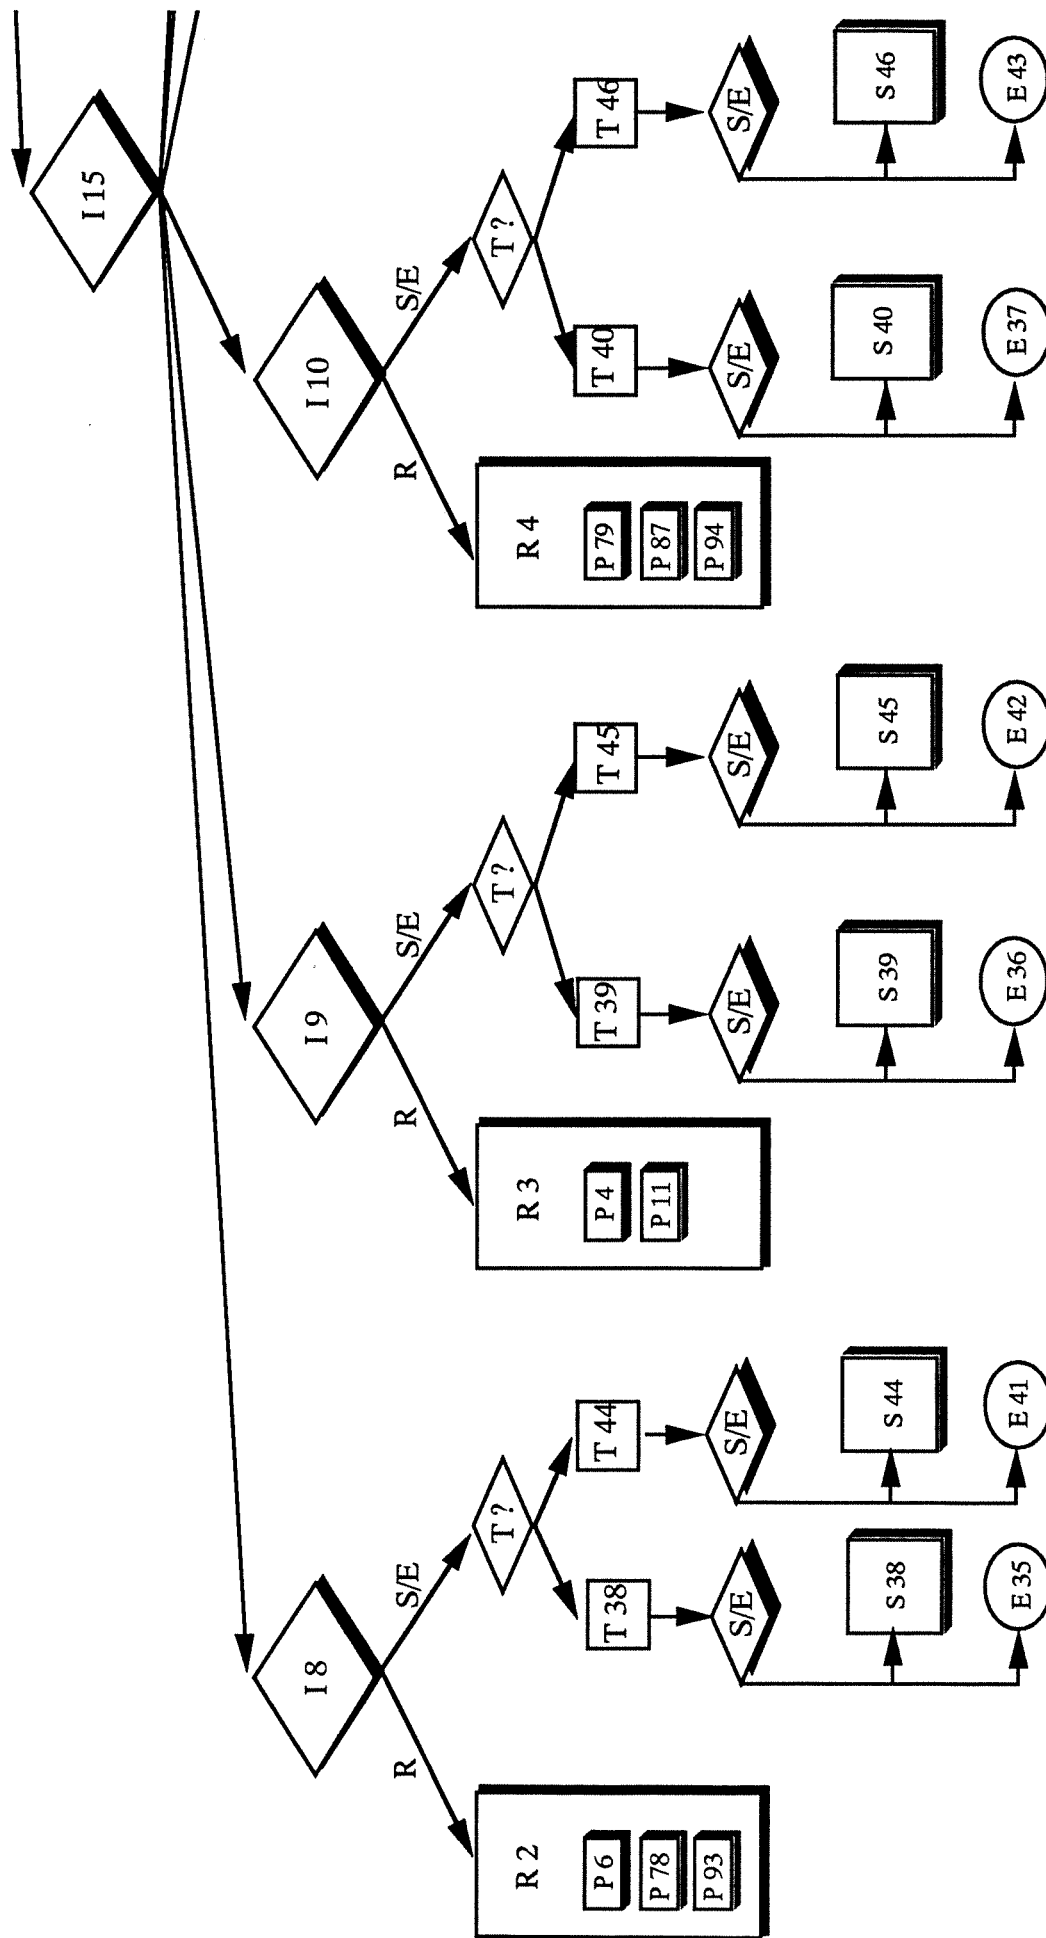 I 15
I 8
I 9
I 10
R
S/E
R
S/E
R
S/E
R 2
P 6
P 78
P 93
T ?
T 38
T 44
S/E
S/E
S 38
S 44
E 35
E 41
R 3
P 4
P 11
T ?
T 39
T 45
S/E
S/E
S 39
S 45
E 36
E 42
R 4
P 79
P 87
P 94
T ?
T 40
T 46
S/E
S/E
S 40
S 46
E 37
E 43